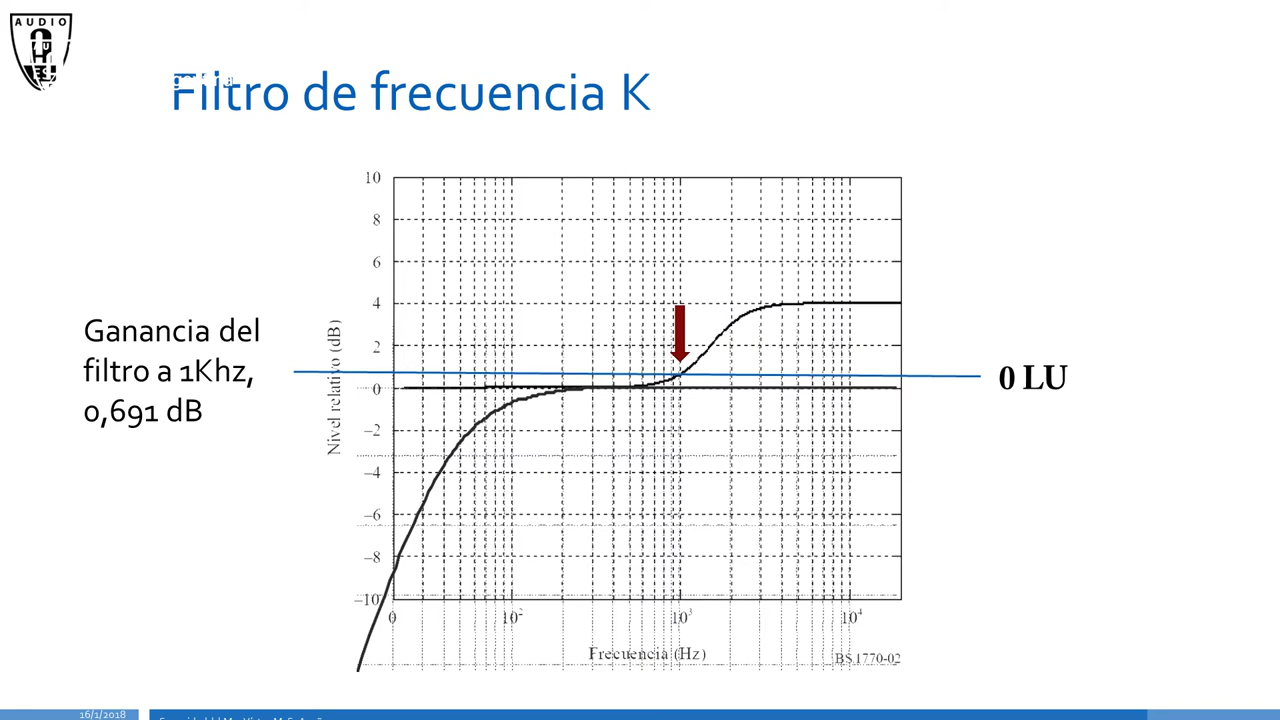 AUDIO
Filtro de frecuencia K
10
8
6
4
2
0
−2
−4
−6
−8
−10
Nivel relativo (dB)
Ganancia del
filtro a 1Khz,
0,691 dB
0 LU
0 10² 10³ 10⁴
Frecuencia (Hz)
BS.1770-02
16/1/2018